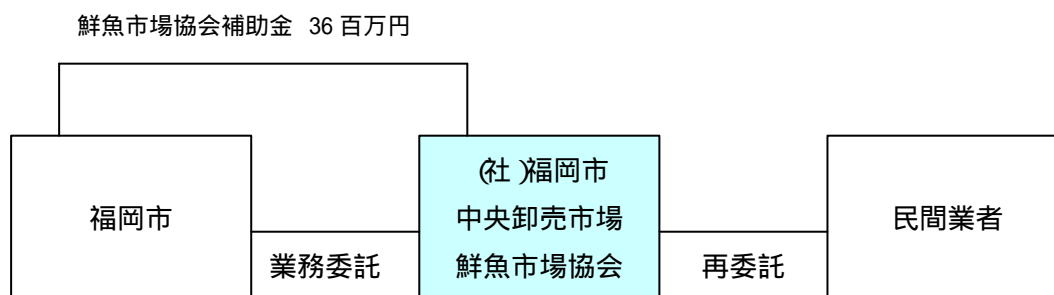 鮮魚市場協会補助金 36 百万円
(社)福岡市
福岡市
中央卸売市場
民間業者
業務委託
鮮魚市場協会
再委託